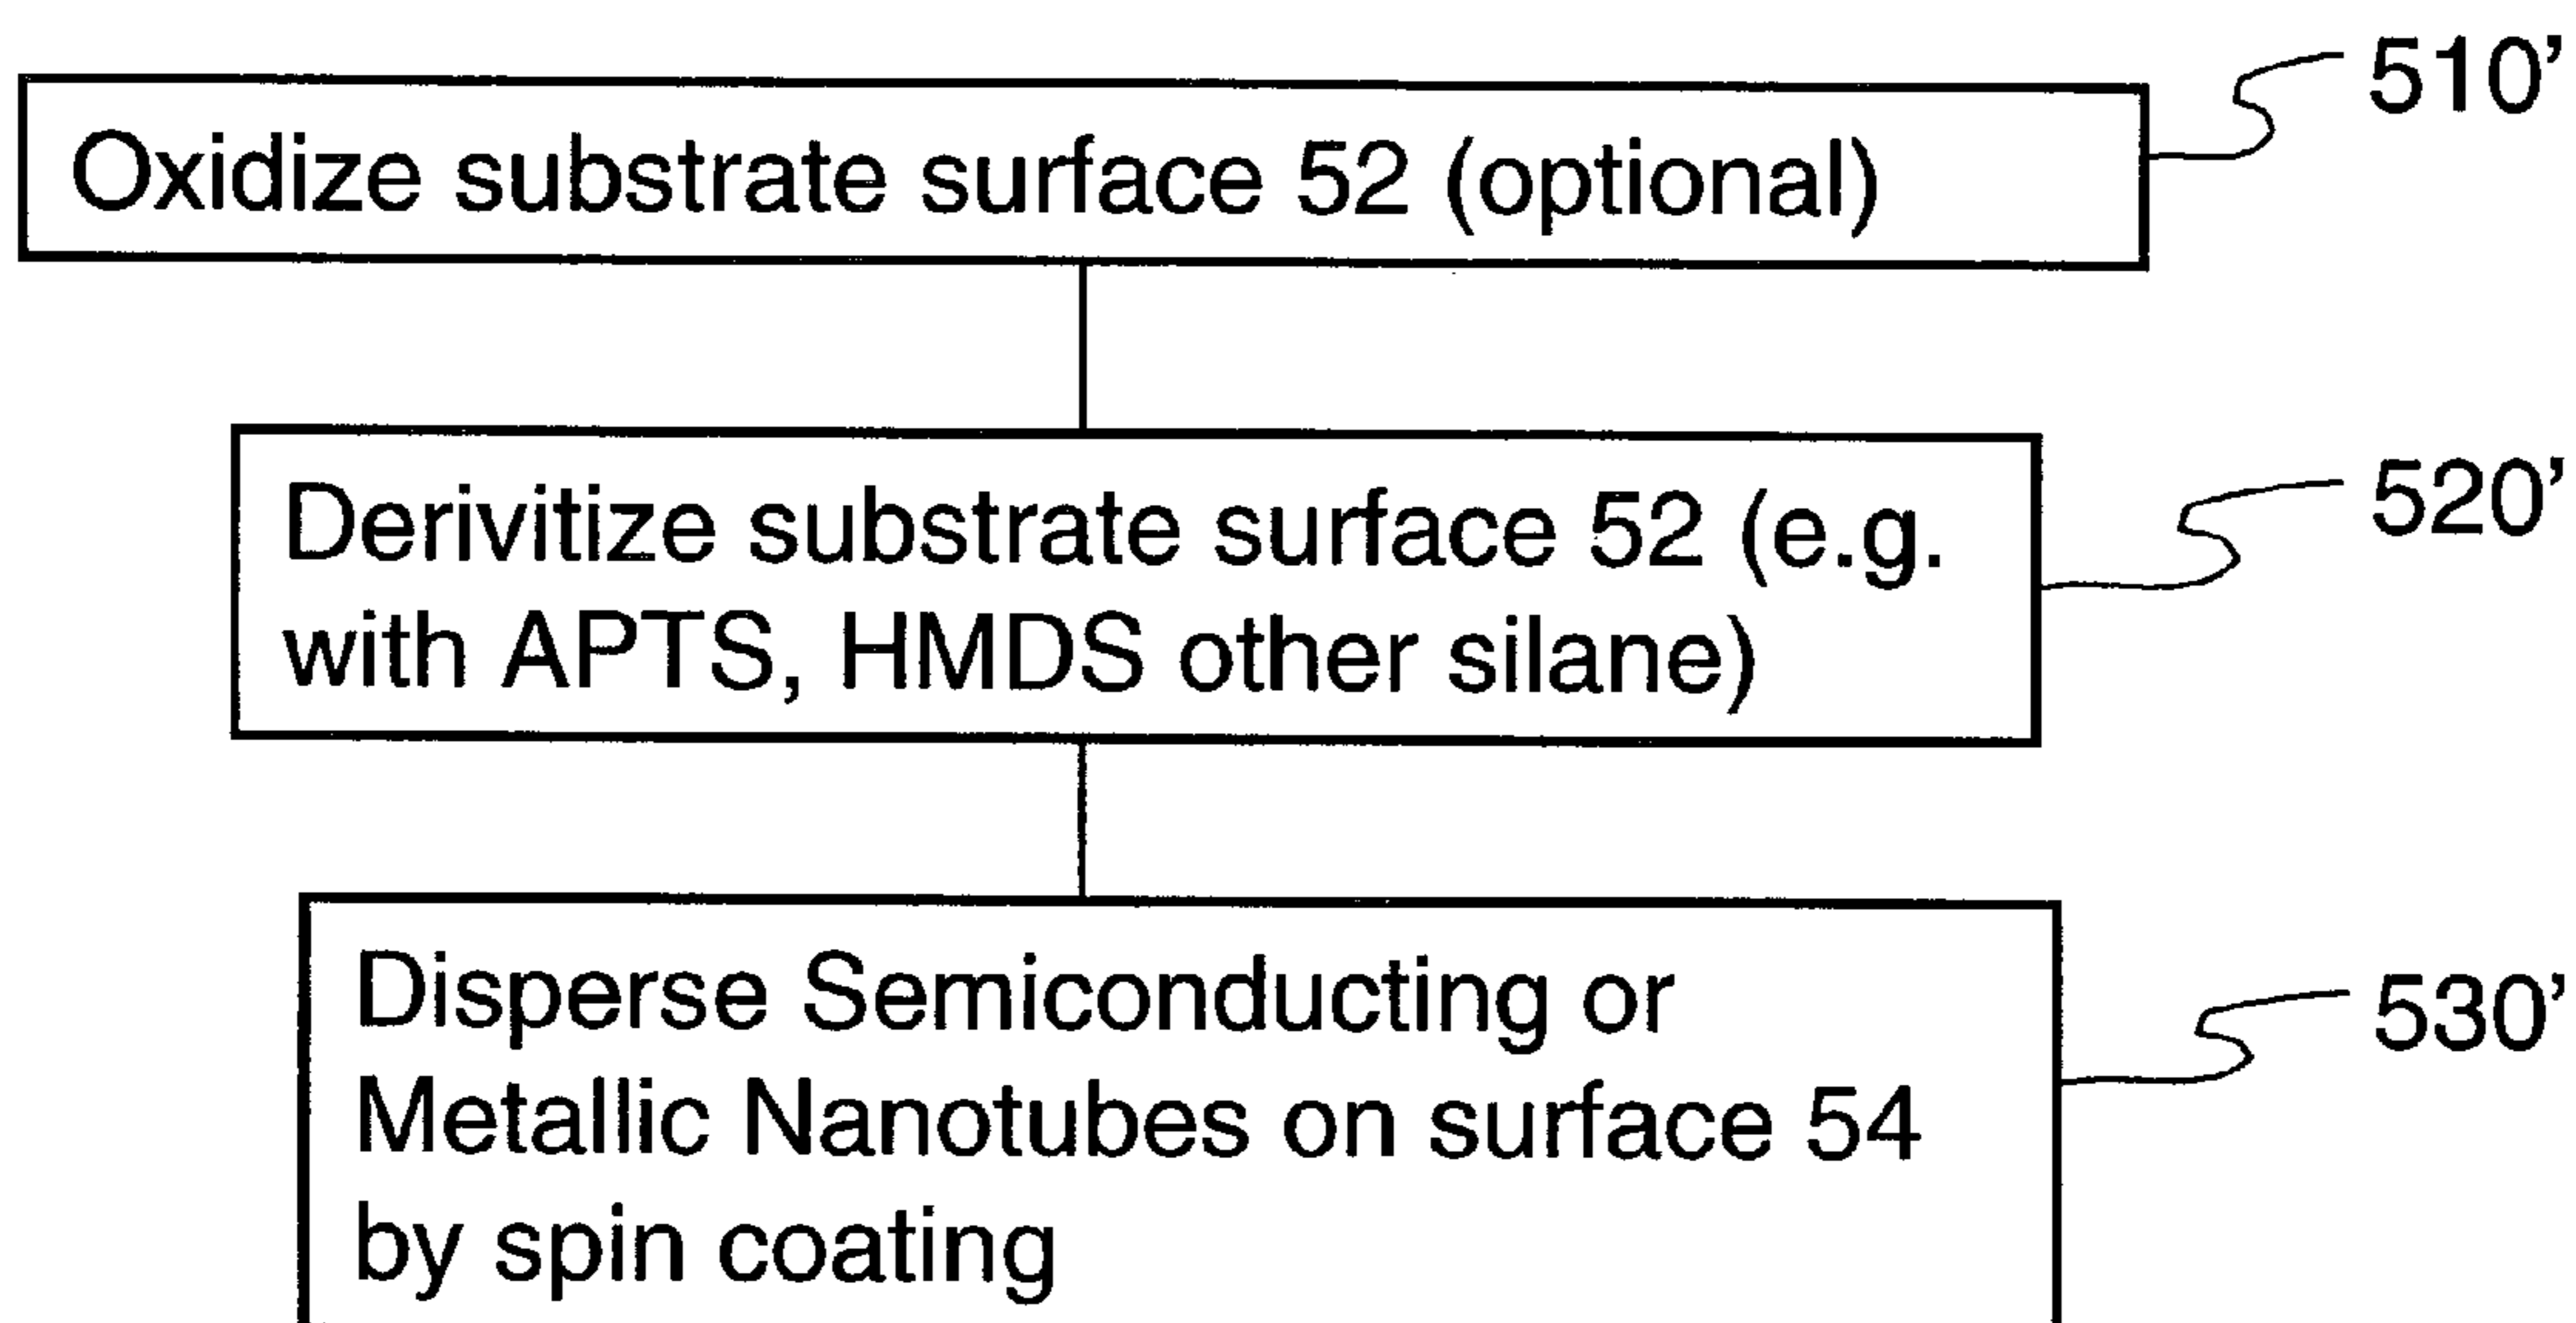 510’
Oxidize substrate surface 52 (optional)
520’
Derivitize substrate surface 52 (e.g.
with APTS, HMDS other silane)
530’
Disperse Semiconducting or
Metallic Nanotubes on surface 54
by spin coating